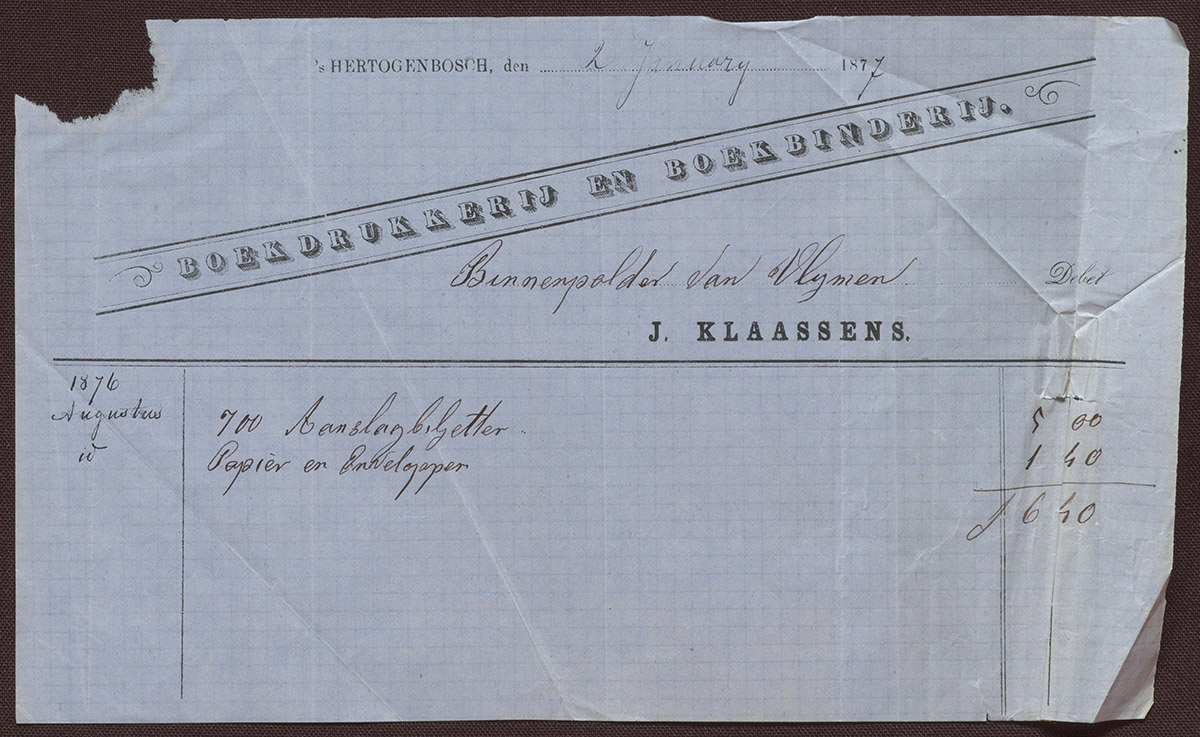 's HERTOGENBOSCH, den 2 January 1877
BOEKDRUKKERIJ EN BOEKBINDERIJ.
Binnenpolder van Vlymen Debet
J. KLAASSENS.
1876
Augustus 700 Aanslagbiljetten. 5 00
id Papier en Enveloppen 1 40
ƒ 6 40